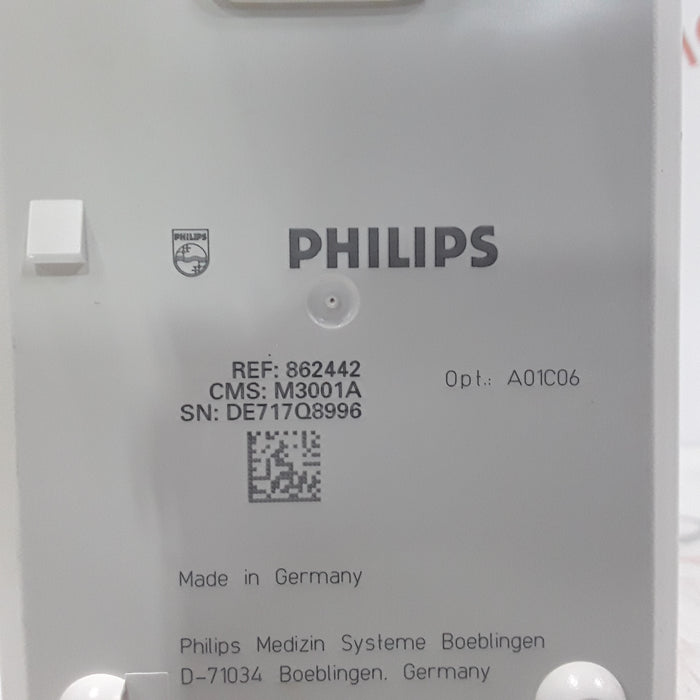 PHILIPS
PHILIPS
REF: 862442
CMS: M3001A
SN: DE717Q8996
Opt.: A01C06
Made in Germany
Philips Medizin Systeme Boeblingen
D-71034 Boeblingen. Germany